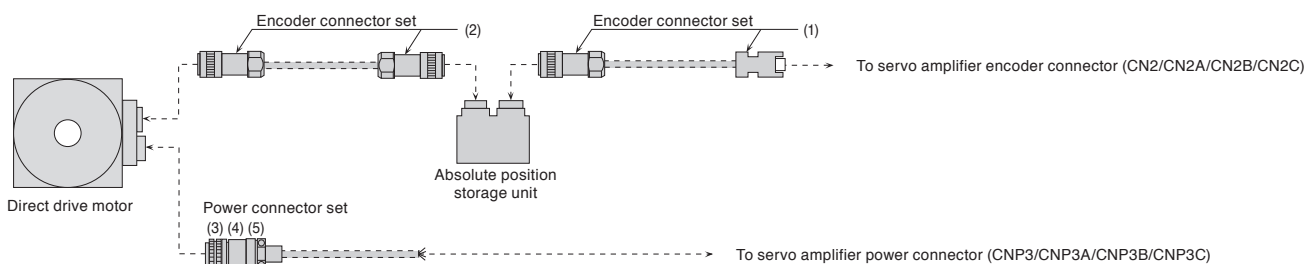 Encoder connector set
(2)
Encoder connector set
(1)
To servo amplifier encoder connector (CN2/CN2A/CN2B/CN2C)
Absolute position
storage unit
Direct drive motor
Power connector set
(3) (4) (5)
To servo amplifier power connector (CNP3/CNP3A/CNP3B/CNP3C)